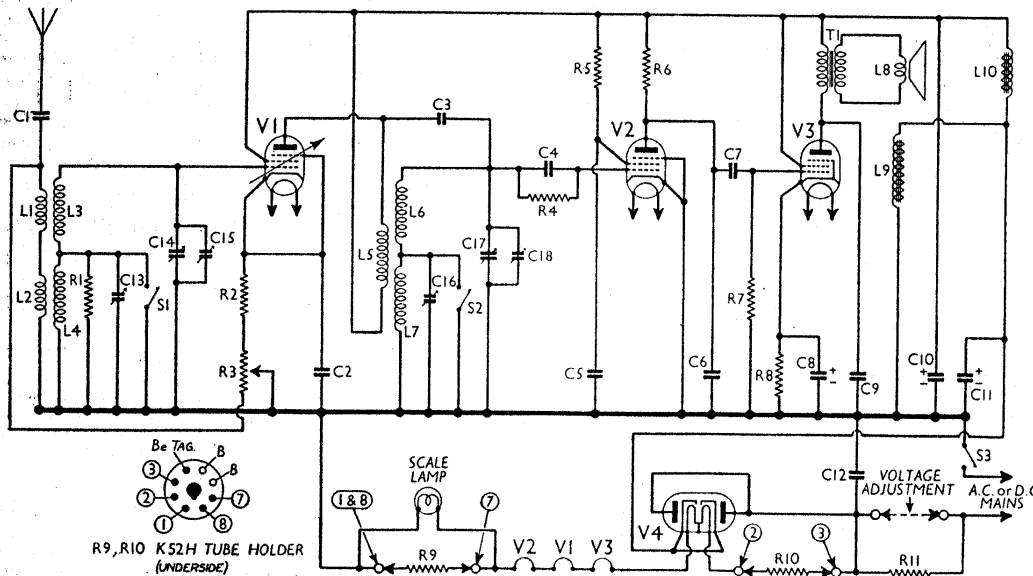 T1
R5
R6
L8
L10
C1
V1
C3
V2
V3
C4
C7
L9
R4
L1
L3
L6
C14
C15
L5
C17
C18
R1
C13
S1
C16
S2
R2
R7
L2
L4
L7
R3
C2
C5
C6
R8
C8
+
-
C9
C10
+
-
+
-
C11
S3
Be TAG.
B
B
3
2
7
1
8
R9, R10 K52H TUBE HOLDER
(UNDERSIDE)
SCALE
LAMP
1 & 8
7
R9
V2
V1
V3
V4
C12
VOLTAGE
ADJUSTMENT
A.C. or D.C
MAINS
2
R10
3
R11